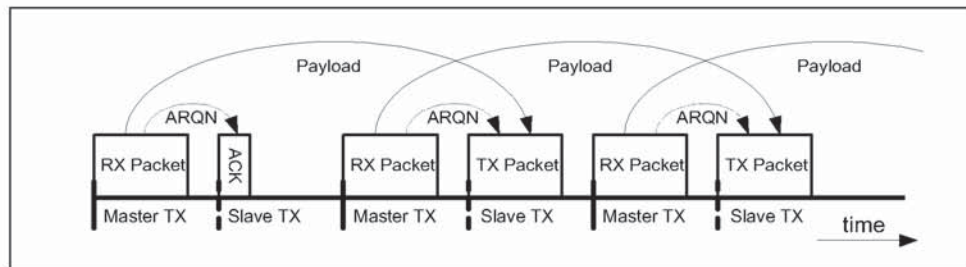 Payload Payload Payload
ARQN ARQN ARQN
RX Packet ACK RX Packet TX Packet RX Packet TX Packet
Master TX Slave TX Master TX Slave TX Master TX Slave TX
time